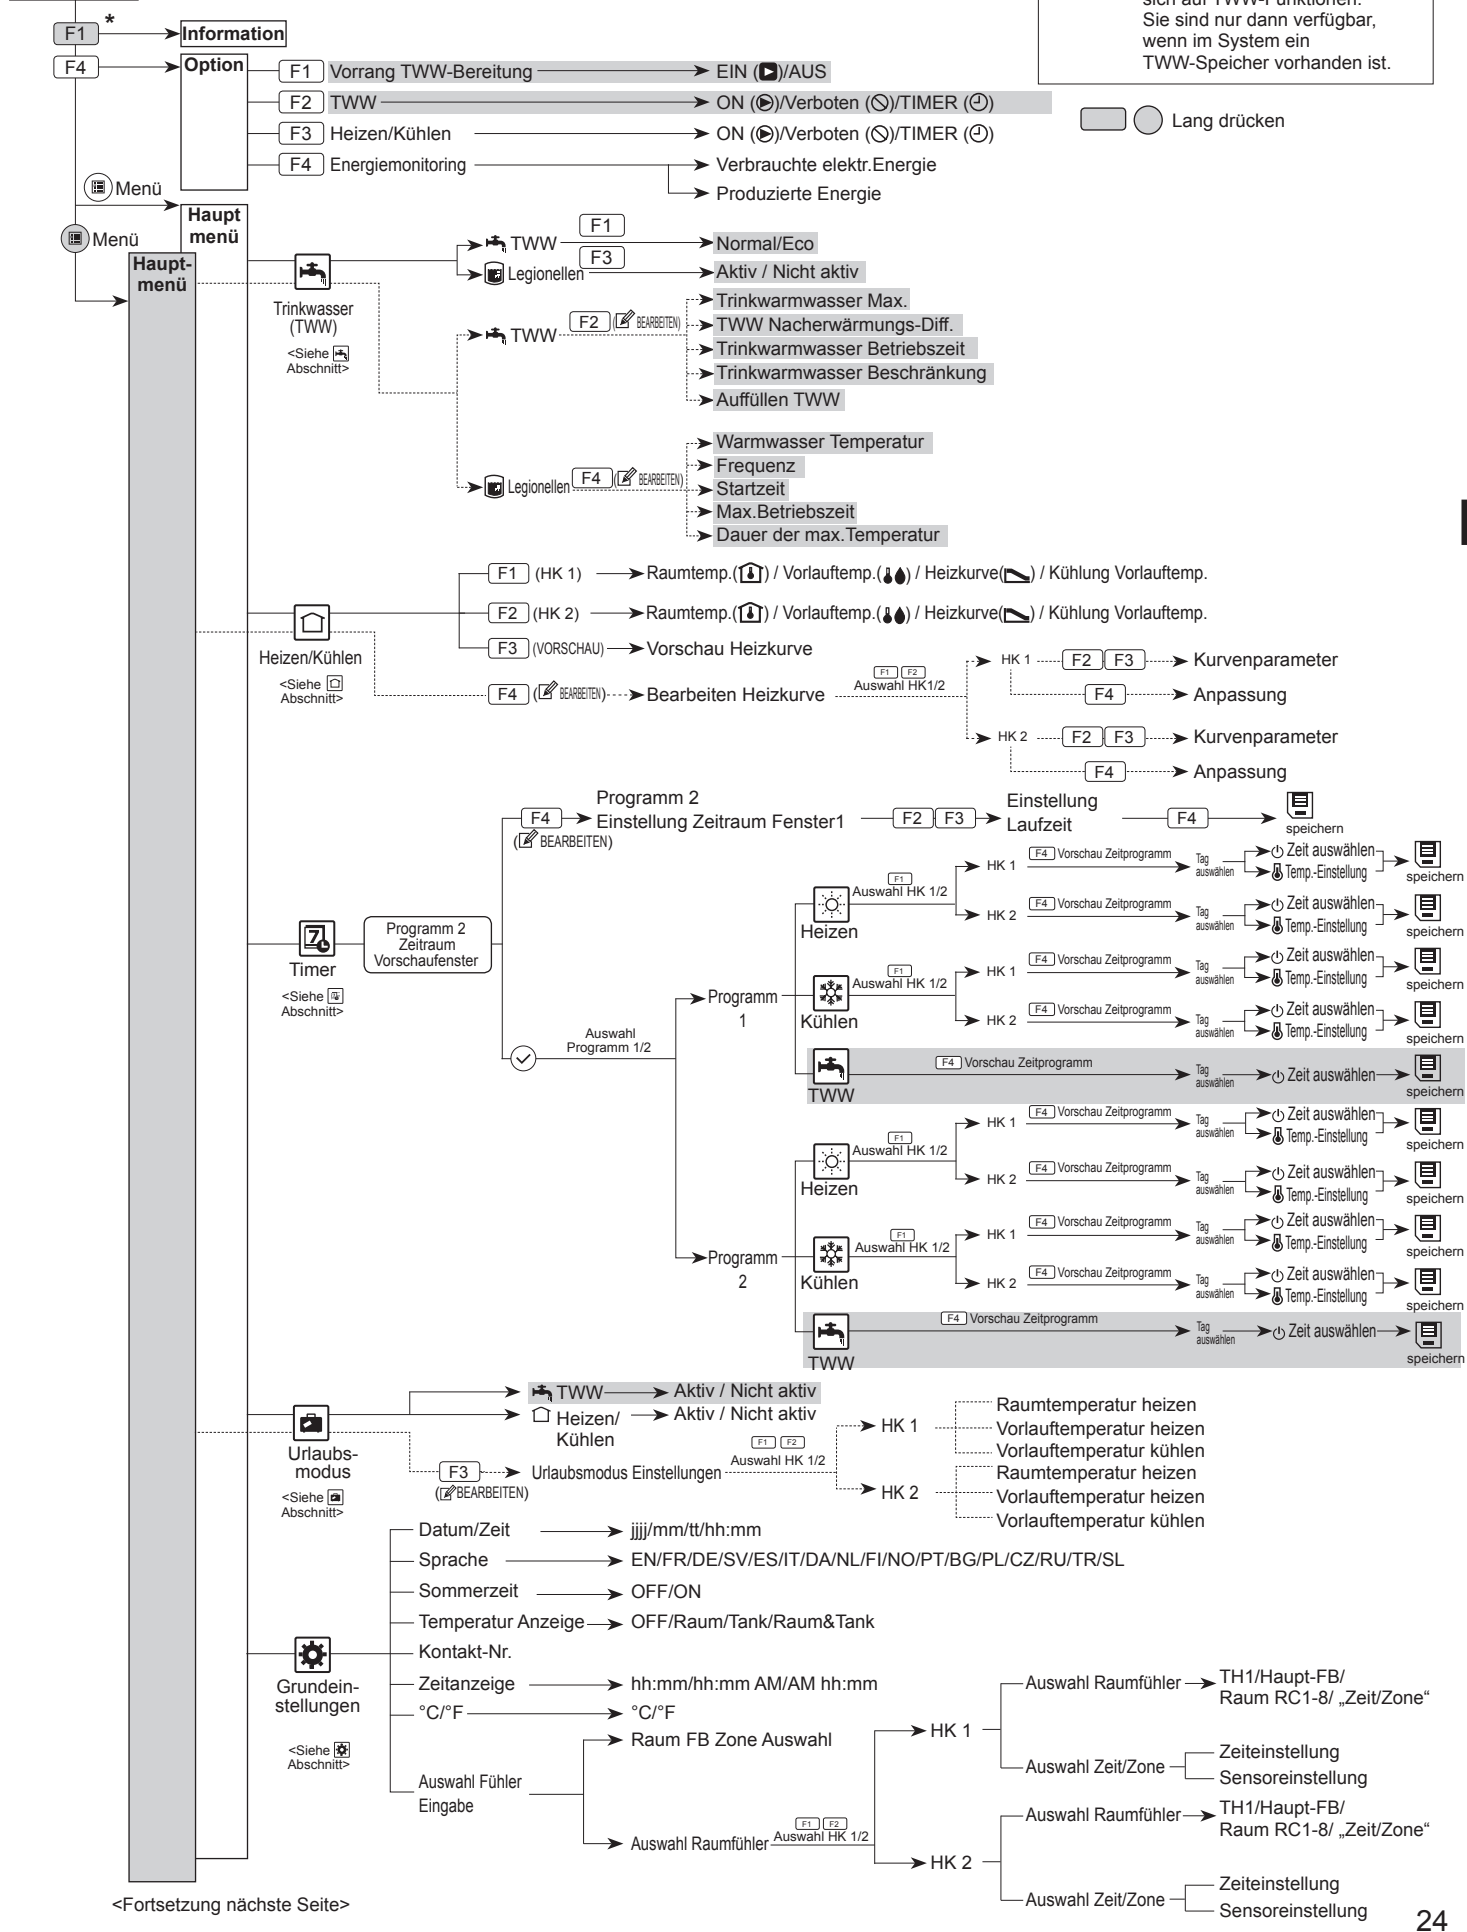 sich auf TWW-Funktionen.
Sie sind nur dann verfügbar,
wenn im System ein
TWW-Speicher vorhanden ist.
Lang drücken
F1 * Information
F4 Option
F1 Vorrang TWW-Bereitung EIN ()/AUS
F2 TWW ON ()/Verboten ()/TIMER ()
F3 Heizen/Kühlen ON ()/Verboten ()/TIMER ()
F4 Energiemonitoring Verbrauchte elektr.Energie
Produzierte Energie
Menü
Menü
Haupt
menü
Haupt-
menü
Trinkwasser
(TWW)
<Siehe
Abschnitt>
TWW F1 Normal/Eco
Legionellen F3 Aktiv / Nicht aktiv
TWW F2 (BEARBEITEN)
Trinkwarmwasser Max.
TWW Nacherwärmungs-Diff.
Trinkwarmwasser Betriebszeit
Trinkwarmwasser Beschränkung
Auffüllen TWW
Legionellen F4 (BEARBEITEN)
Warmwasser Temperatur
Frequenz
Startzeit
Max.Betriebszeit
Dauer der max.Temperatur
Heizen/Kühlen
<Siehe
Abschnitt>
F1 (HK 1) Raumtemp.() / Vorlauftemp.() / Heizkurve() / Kühlung Vorlauftemp.
F2 (HK 2) Raumtemp.() / Vorlauftemp.() / Heizkurve() / Kühlung Vorlauftemp.
F3 (VORSCHAU) Vorschau Heizkurve
F4 (BEARBEITEN) Bearbeiten Heizkurve
F1 F2
Auswahl HK1/2
HK 1 F2 F3 Kurvenparameter
F4 Anpassung
HK 2 F2 F3 Kurvenparameter
F4 Anpassung
Timer
<Siehe
Abschnitt>
Programm 2
Zeitraum
Vorschaufenster
F4
(BEARBEITEN)
Programm 2
Einstellung Zeitraum Fenster1
F2 F3
Einstellung
Laufzeit
F4
speichern
Auswahl
Programm 1/2
Programm
1
Heizen
F1
Auswahl HK 1/2
HK 1 F4 Vorschau Zeitprogramm
Tag
auswählen
Zeit auswählen
Temp.-Einstellung
speichern
HK 2 F4 Vorschau Zeitprogramm
Tag
auswählen
Zeit auswählen
Temp.-Einstellung
speichern
Kühlen
F1
Auswahl HK 1/2
HK 1 F4 Vorschau Zeitprogramm
Tag
auswählen
Zeit auswählen
Temp.-Einstellung
speichern
HK 2 F4 Vorschau Zeitprogramm
Tag
auswählen
Zeit auswählen
Temp.-Einstellung
speichern
TWW
F4 Vorschau Zeitprogramm
Tag
auswählen
Zeit auswählen
speichern
Programm
2
Heizen
F1
Auswahl HK 1/2
HK 1 F4 Vorschau Zeitprogramm
Tag
auswählen
Zeit auswählen
Temp.-Einstellung
speichern
HK 2 F4 Vorschau Zeitprogramm
Tag
auswählen
Zeit auswählen
Temp.-Einstellung
speichern
Kühlen
F1
Auswahl HK 1/2
HK 1 F4 Vorschau Zeitprogramm
Tag
auswählen
Zeit auswählen
Temp.-Einstellung
speichern
HK 2 F4 Vorschau Zeitprogramm
Tag
auswählen
Zeit auswählen
Temp.-Einstellung
speichern
TWW
F4 Vorschau Zeitprogramm
Tag
auswählen
Zeit auswählen
speichern
Urlaubs-
modus
<Siehe
Abschnitt>
TWW Aktiv / Nicht aktiv
Heizen/ Aktiv / Nicht aktiv
Kühlen
F3
(BEARBEITEN)
Urlaubsmodus Einstellungen
F1 F2
Auswahl HK 1/2
HK 1
Raumtemperatur heizen
Vorlauftemperatur heizen
Vorlauftemperatur kühlen
HK 2
Raumtemperatur heizen
Vorlauftemperatur heizen
Vorlauftemperatur kühlen
Grundein-
stellungen
<Siehe
Abschnitt>
Datum/Zeit jjjj/mm/tt/hh:mm
Sprache EN/FR/DE/SV/ES/IT/DA/NL/FI/NO/PT/BG/PL/CZ/RU/TR/SL
Sommerzeit OFF/ON
Temperatur Anzeige OFF/Raum/Tank/Raum&Tank
Kontakt-Nr.
Zeitanzeige hh:mm/hh:mm AM/AM hh:mm
°C/°F °C/°F
Auswahl Fühler
Eingabe
Raum FB Zone Auswahl
Auswahl Raumfühler
F1 F2
Auswahl HK 1/2
HK 1
Auswahl Raumfühler
TH1/Haupt-FB/
Raum RC1-8/ „Zeit/Zone“
Auswahl Zeit/Zone
Zeiteinstellung
Sensoreinstellung
HK 2
Auswahl Raumfühler
TH1/Haupt-FB/
Raum RC1-8/ „Zeit/Zone“
Auswahl Zeit/Zone
Zeiteinstellung
Sensoreinstellung
<Fortsetzung nächste Seite>
24